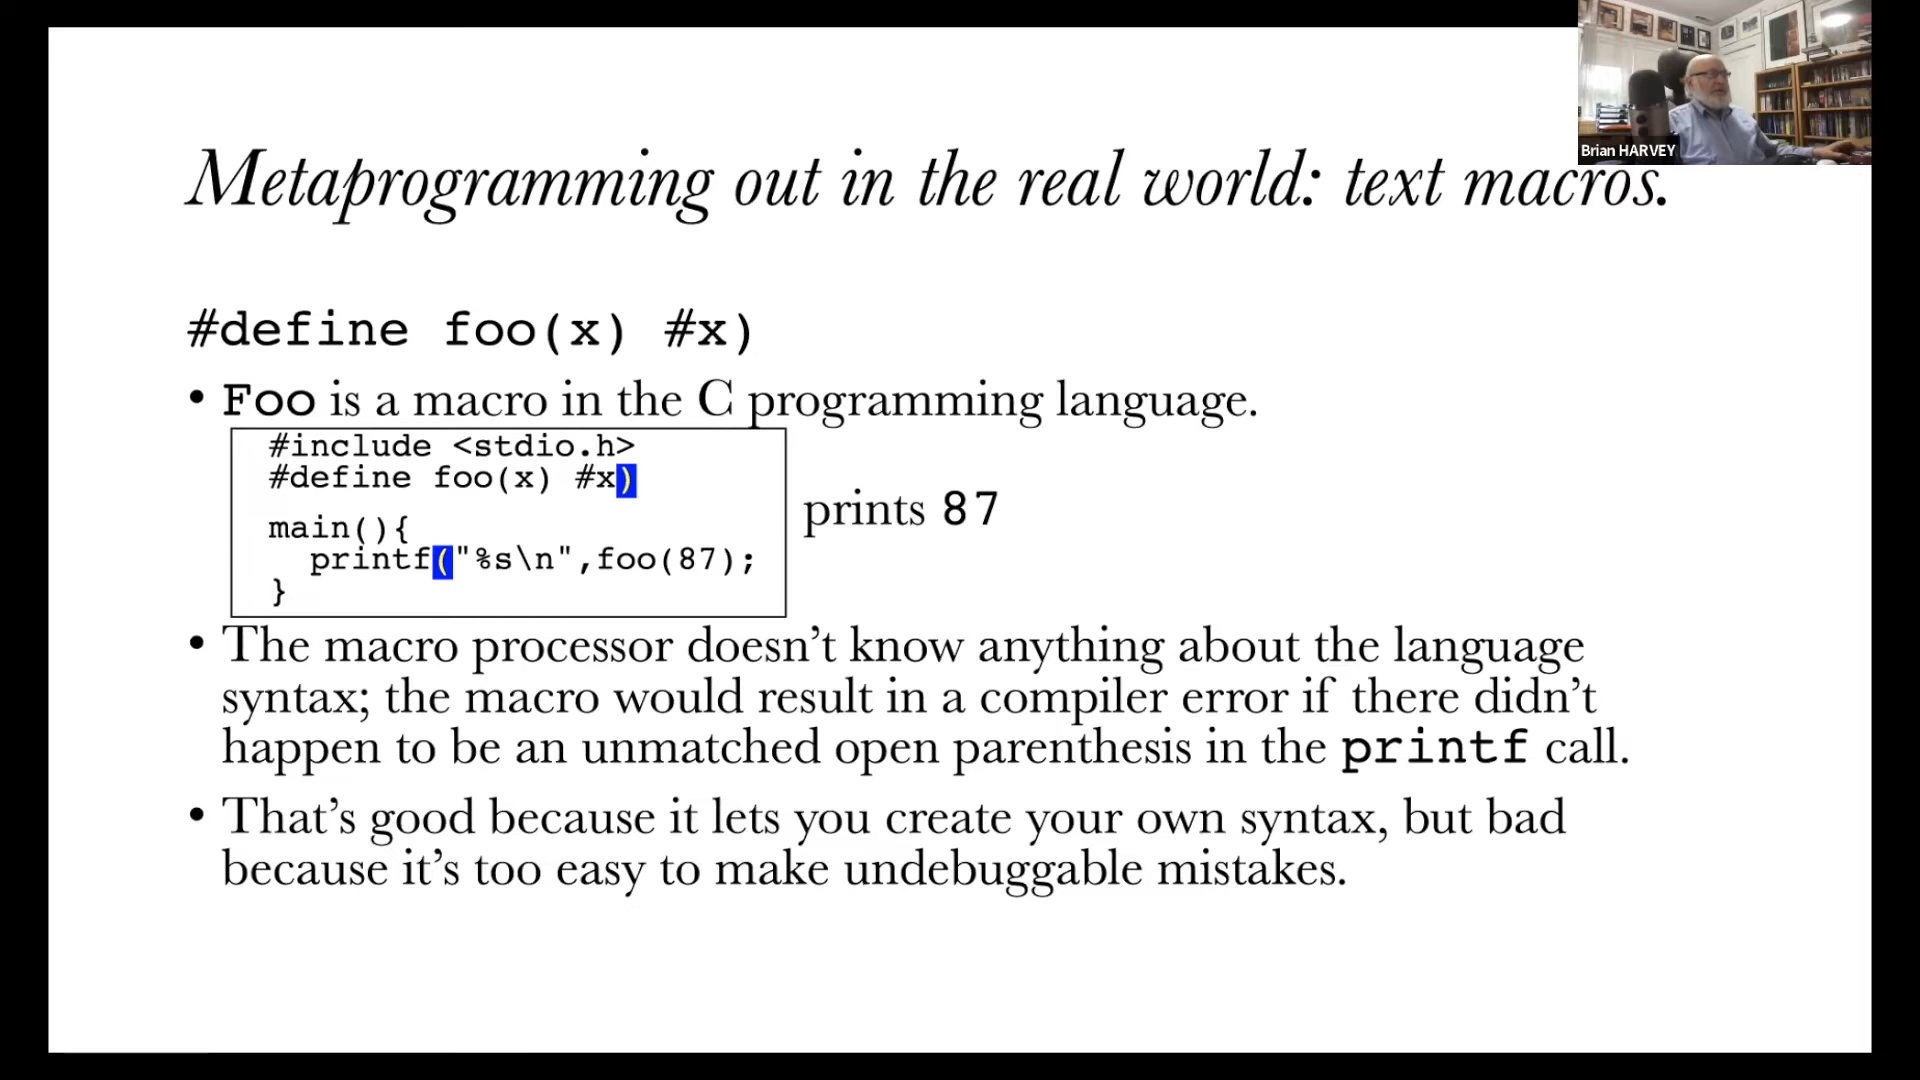 Brian HARVEY
Metaprogramming out in the real world: text macros.
#define foo(x) #x)
• Foo is a macro in the C programming language.
#include <stdio.h>
#define foo(x) #x)
main(){
printf("%s\n",foo(87);
}
prints 87
• The macro processor doesn’t know anything about the language
syntax; the macro would result in a compiler error if there didn’t
happen to be an unmatched open parenthesis in the printf call.
• That’s good because it lets you create your own syntax, but bad
because it’s too easy to make undebuggable mistakes.